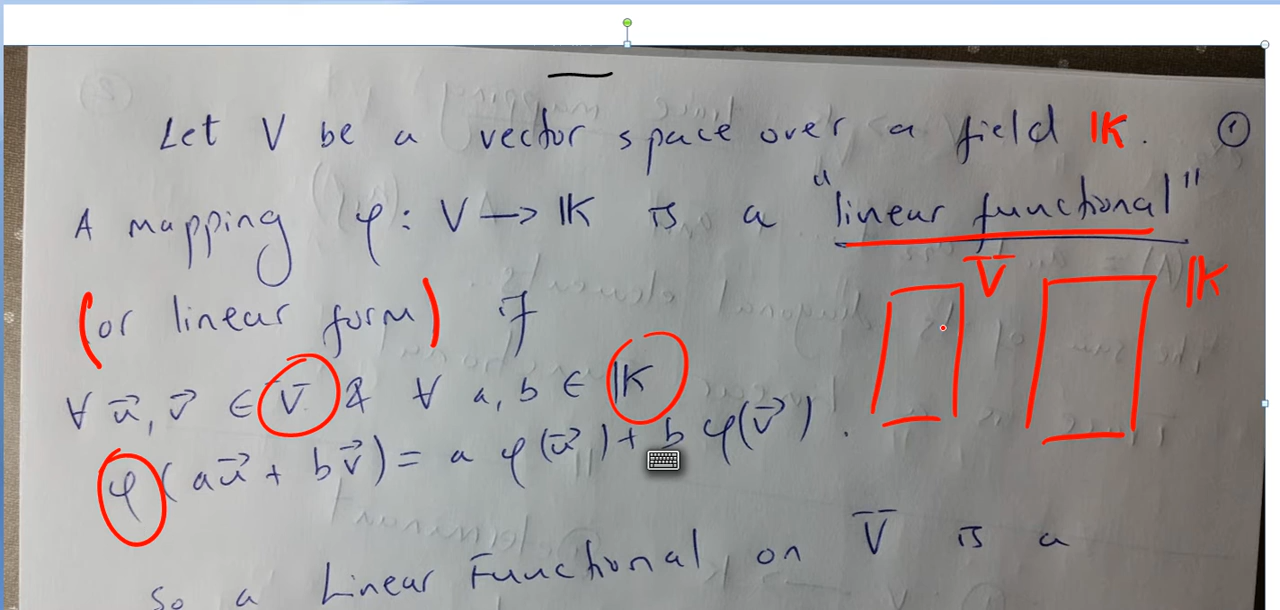 Let V be a vector space over a field 𝕂. ①
A mapping φ: V → 𝕂 is a "linear functional"
V 𝕂
(or linear form) if
∀ u⃗, v⃗ ∈ V & ∀ a, b ∈ 𝕂
φ(au⃗ + bv⃗) = a φ(u⃗) + b φ(v⃗).
So a Linear Functional, on V is a